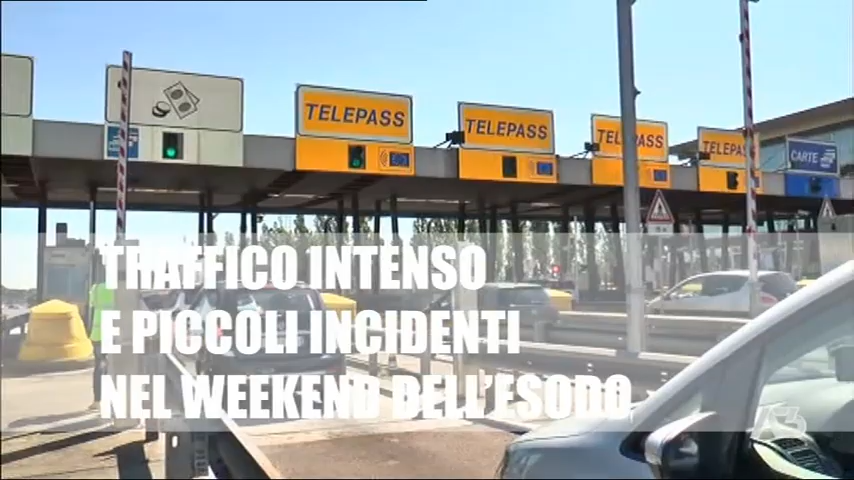 TELEPASS
TELEPASS
TELEPASS
TELEPASS
CARTE
TRAFFICO INTENSO
E PICCOLI INCIDENTI
NEL WEEKEND DELL'ESODO